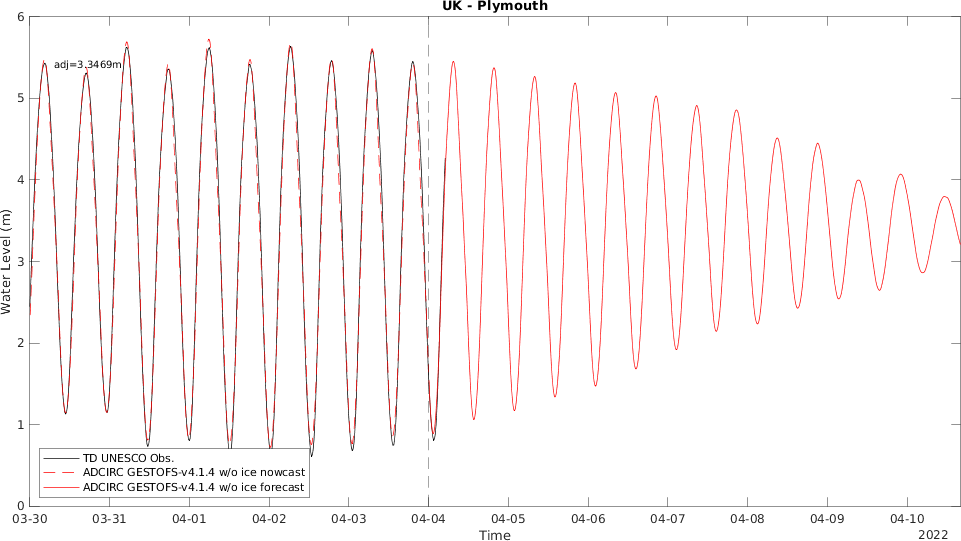 UK - Plymouth
6
5
4
3
2
1
0
Water Level (m)
adj=3.3469m
TD UNESCO Obs.
ADCIRC GESTOFS-v4.1.4 w/o ice nowcast
ADCIRC GESTOFS-v4.1.4 w/o ice forecast
03-30 03-31 04-01 04-02 04-03 04-04 04-05 04-06 04-07 04-08 04-09 04-10
Time
2022